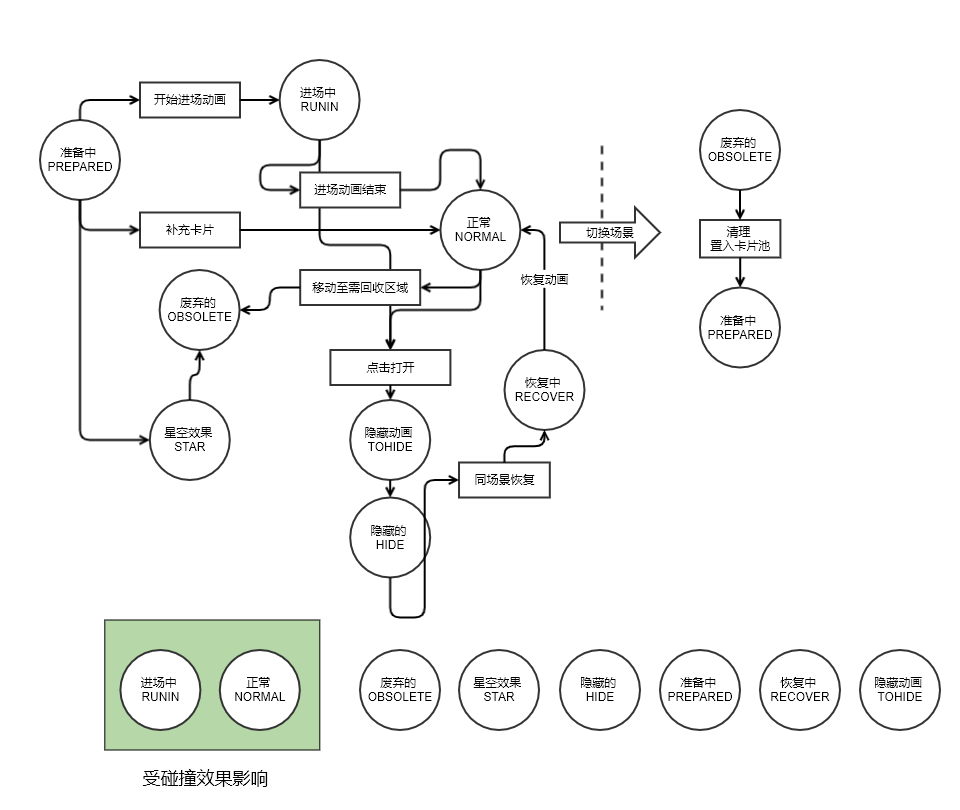 开始进场动画
进场中
RUNIN
准备中
PREPARED
进场动画结束
补充卡片
正常
NORMAL
切换场景
废弃的
OBSOLETE
清理
置入卡片池
准备中
PREPARED
恢复动画
移动至需回收区域
废弃的
OBSOLETE
点击打开
恢复中
RECOVER
星空效果
STAR
隐藏动画
TOHIDE
同场景恢复
隐藏的
HIDE
进场中
RUNIN
正常
NORMAL
废弃的
OBSOLETE
星空效果
STAR
隐藏的
HIDE
准备中
PREPARED
恢复中
RECOVER
隐藏动画
TOHIDE
受碰撞效果影响